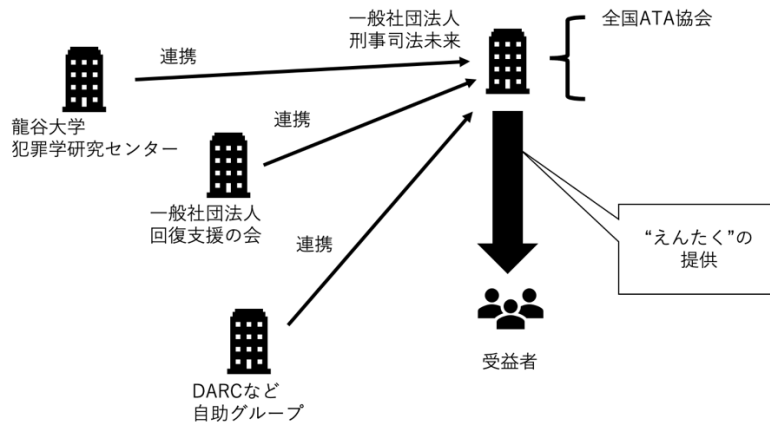 一般社団法人
刑事司法未来
全国ATA協会
連携
龍谷大学
犯罪学研究センター
連携
一般社団法人
回復支援の会
連携
“えんたく”の
提供
受益者
DARCなど
自助グループ